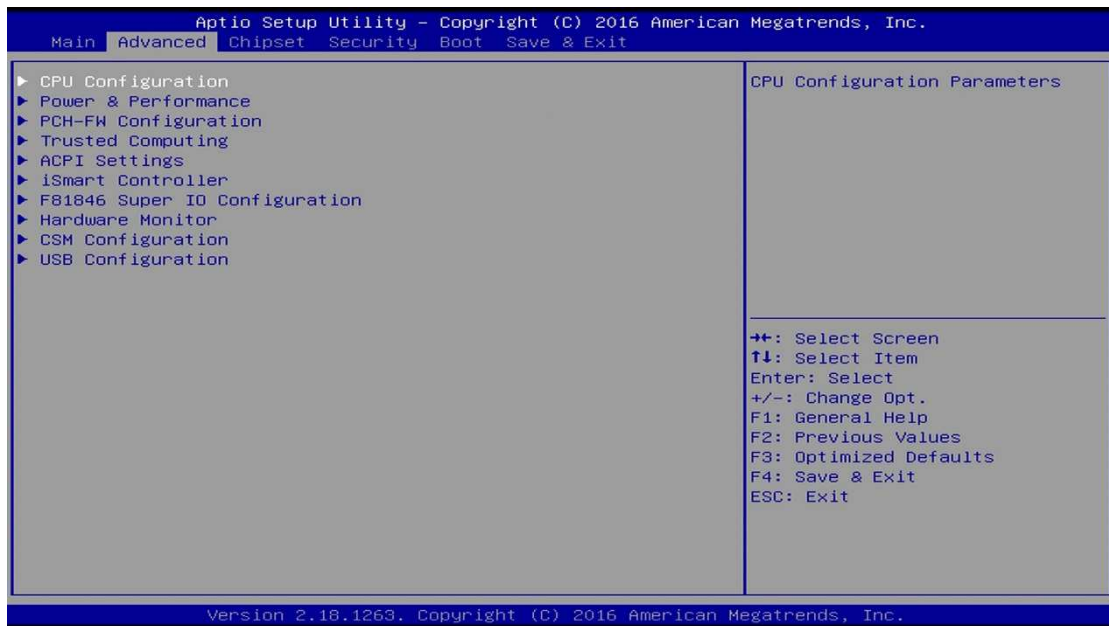 Aptio Setup Utility – Copyright (C) 2016 American Megatrends, Inc.
Main Advanced Chipset Security Boot Save & Exit
▶ CPU Configuration
▶ Power & Performance
▶ PCH-FW Configuration
▶ Trusted Computing
▶ ACPI Settings
▶ iSmart Controller
▶ F81846 Super IO Configuration
▶ Hardware Monitor
▶ CSM Configuration
▶ USB Configuration
CPU Configuration Parameters
→←: Select Screen
↑↓: Select Item
Enter: Select
+/-: Change Opt.
F1: General Help
F2: Previous Values
F3: Optimized Defaults
F4: Save & Exit
ESC: Exit
Version 2.18.1263. Copyright (C) 2016 American Megatrends, Inc.